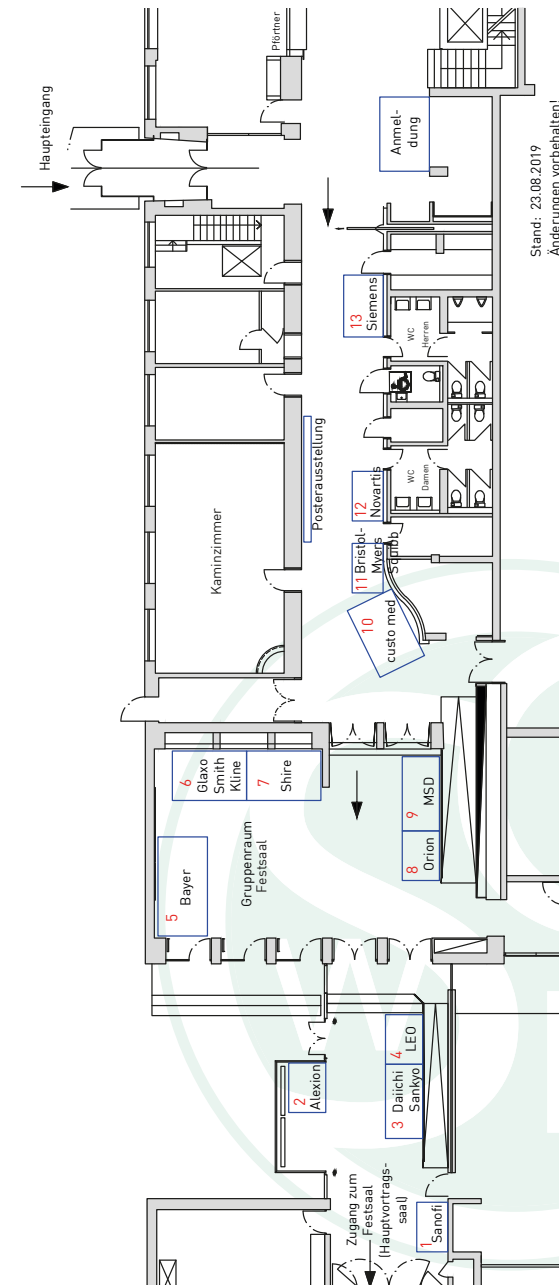 Haupteingang
Pförtner
Anmel-
dung
Stand: 23.08.2019
Änderungen vorbehalten!
13
Siemens
WC
Herren
Posterausstellung
12
Novartis
WC
Damen
Kaminzimmer
11
Bristol-
Myers
Squibb
10
custo med
6
Glaxo
Smith
Kline
7
Shire
9
MSD
8
Orion
5
Bayer
Gruppenraum
Festsaal
4
LEO
3
Daiichi
Sankyo
2
Alexion
Zugang zum
Festsaal
(Hauptvortrags-
saal)
1
Sanofi